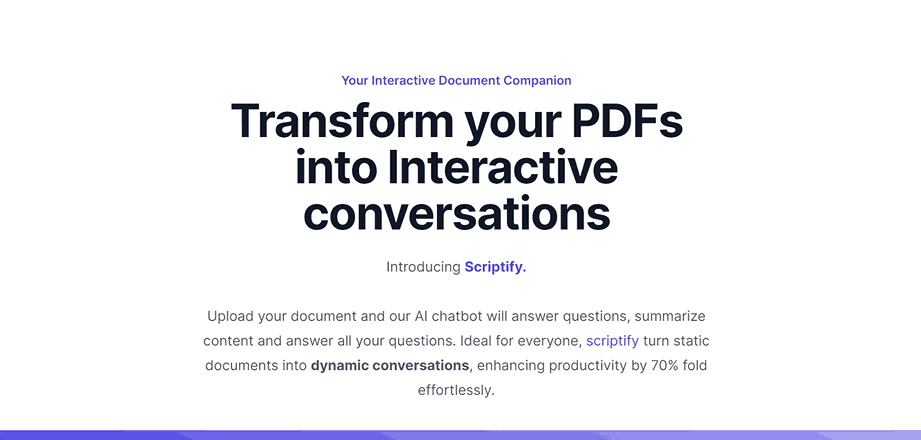 Your Interactive Document Companion
Transform your PDFs
into Interactive
conversations
Introducing Scriptify.
Upload your document and our AI chatbot will answer questions, summarize
content and answer all your questions. Ideal for everyone, scriptify turn static
documents into dynamic conversations, enhancing productivity by 70% fold
effortlessly.